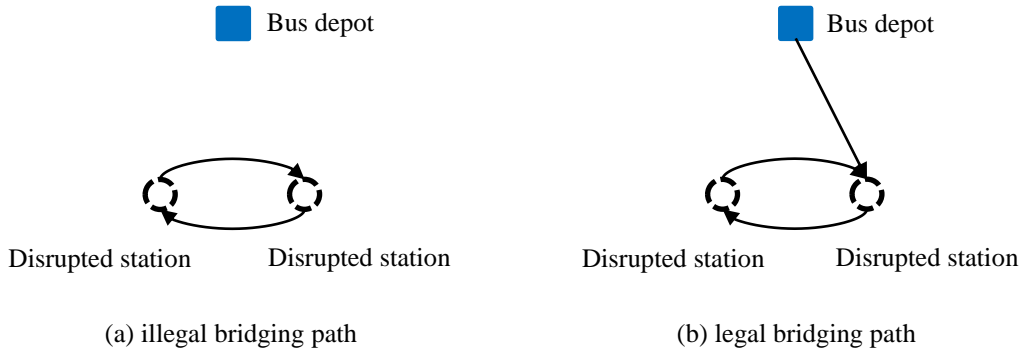 Bus depot
Bus depot
Disrupted station
Disrupted station
Disrupted station
Disrupted station
(a) illegal bridging path
(b) legal bridging path